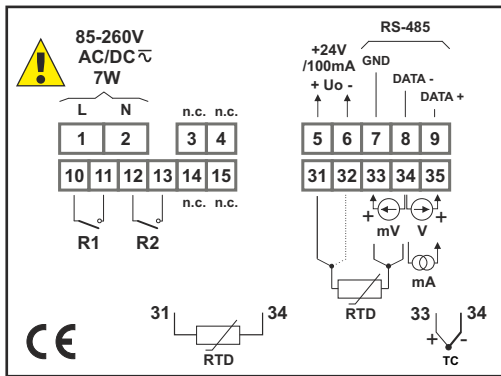 85-260V
AC/DC
7W
L N
n.c. n.c.
1 2 3 4
10 11 12 13 14 15
n.c. n.c.
R1 R2
RS-485
+24V
/100mA
GND
+ Uo -
DATA -
DATA +
5 6 7 8 9
31 32 33 34 35
+ +
mV V
mA
RTD
31 34
RTD
33 34
+ -
TC
CE